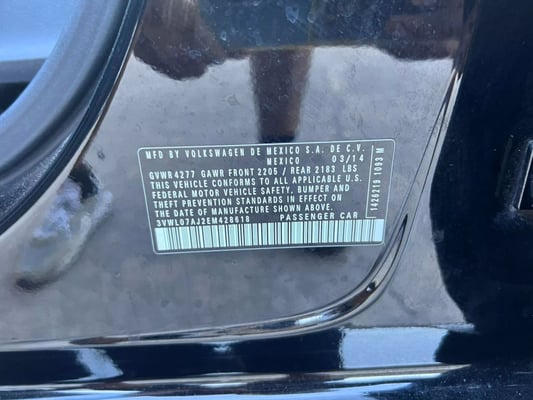 MFD BY VOLKSWAGEN DE MEXICO S.A. DE C.V.
MEXICO 03/14
GVWR 4277 GAWR FRONT 2205 / REAR 2183 LBS
THIS VEHICLE CONFORMS TO ALL APPLICABLE U.S.
FEDERAL MOTOR VEHICLE SAFETY, BUMPER AND
THEFT PREVENTION STANDARDS IN EFFECT ON
THE DATE OF MANUFACTURE SHOWN ABOVE.
3VWL07AJ2EM428618 PASSENGER CAR
1426219 1093 M